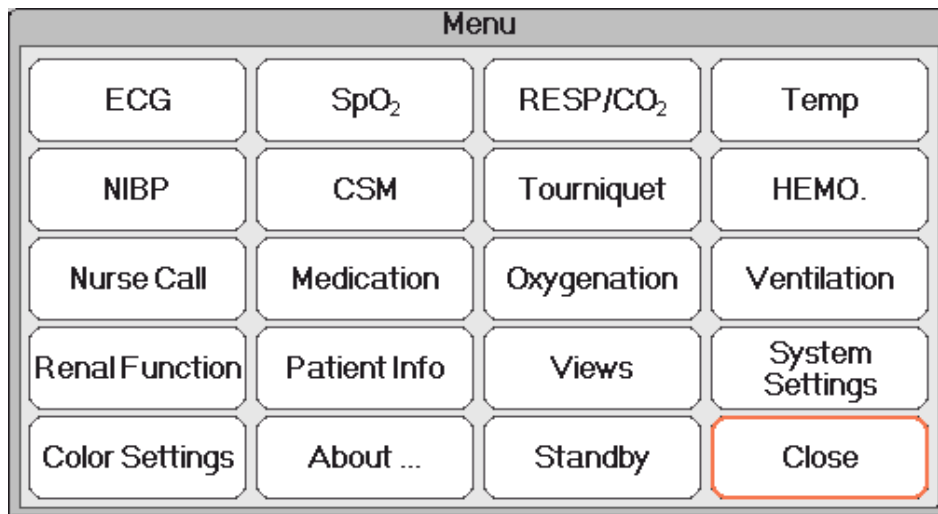 Menu
ECG
SpO₂
RESP/CO₂
Temp
NIBP
CSM
Tourniquet
HEMO.
Nurse Call
Medication
Oxygenation
Ventilation
Renal Function
Patient Info
Views
System
Settings
Color Settings
About ...
Standby
Close